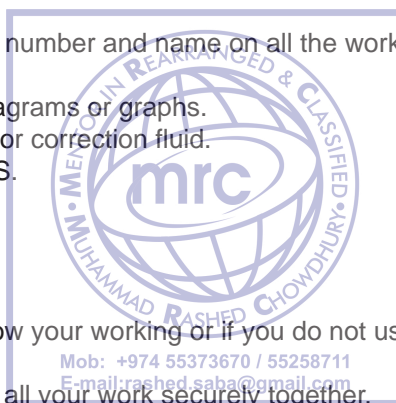 number and name on all the work
agrams or graphs.
or correction fluid.
S.
MENTOR IN REARRANGED & CLASSIFIED • MUHAMMAD RASHED CHOWDHURY •
mrc
ow your working or if you do not us
Mob: +974 55373670 / 55258711
E-mail:rashed.saba@gmail.com
all your work securely together.